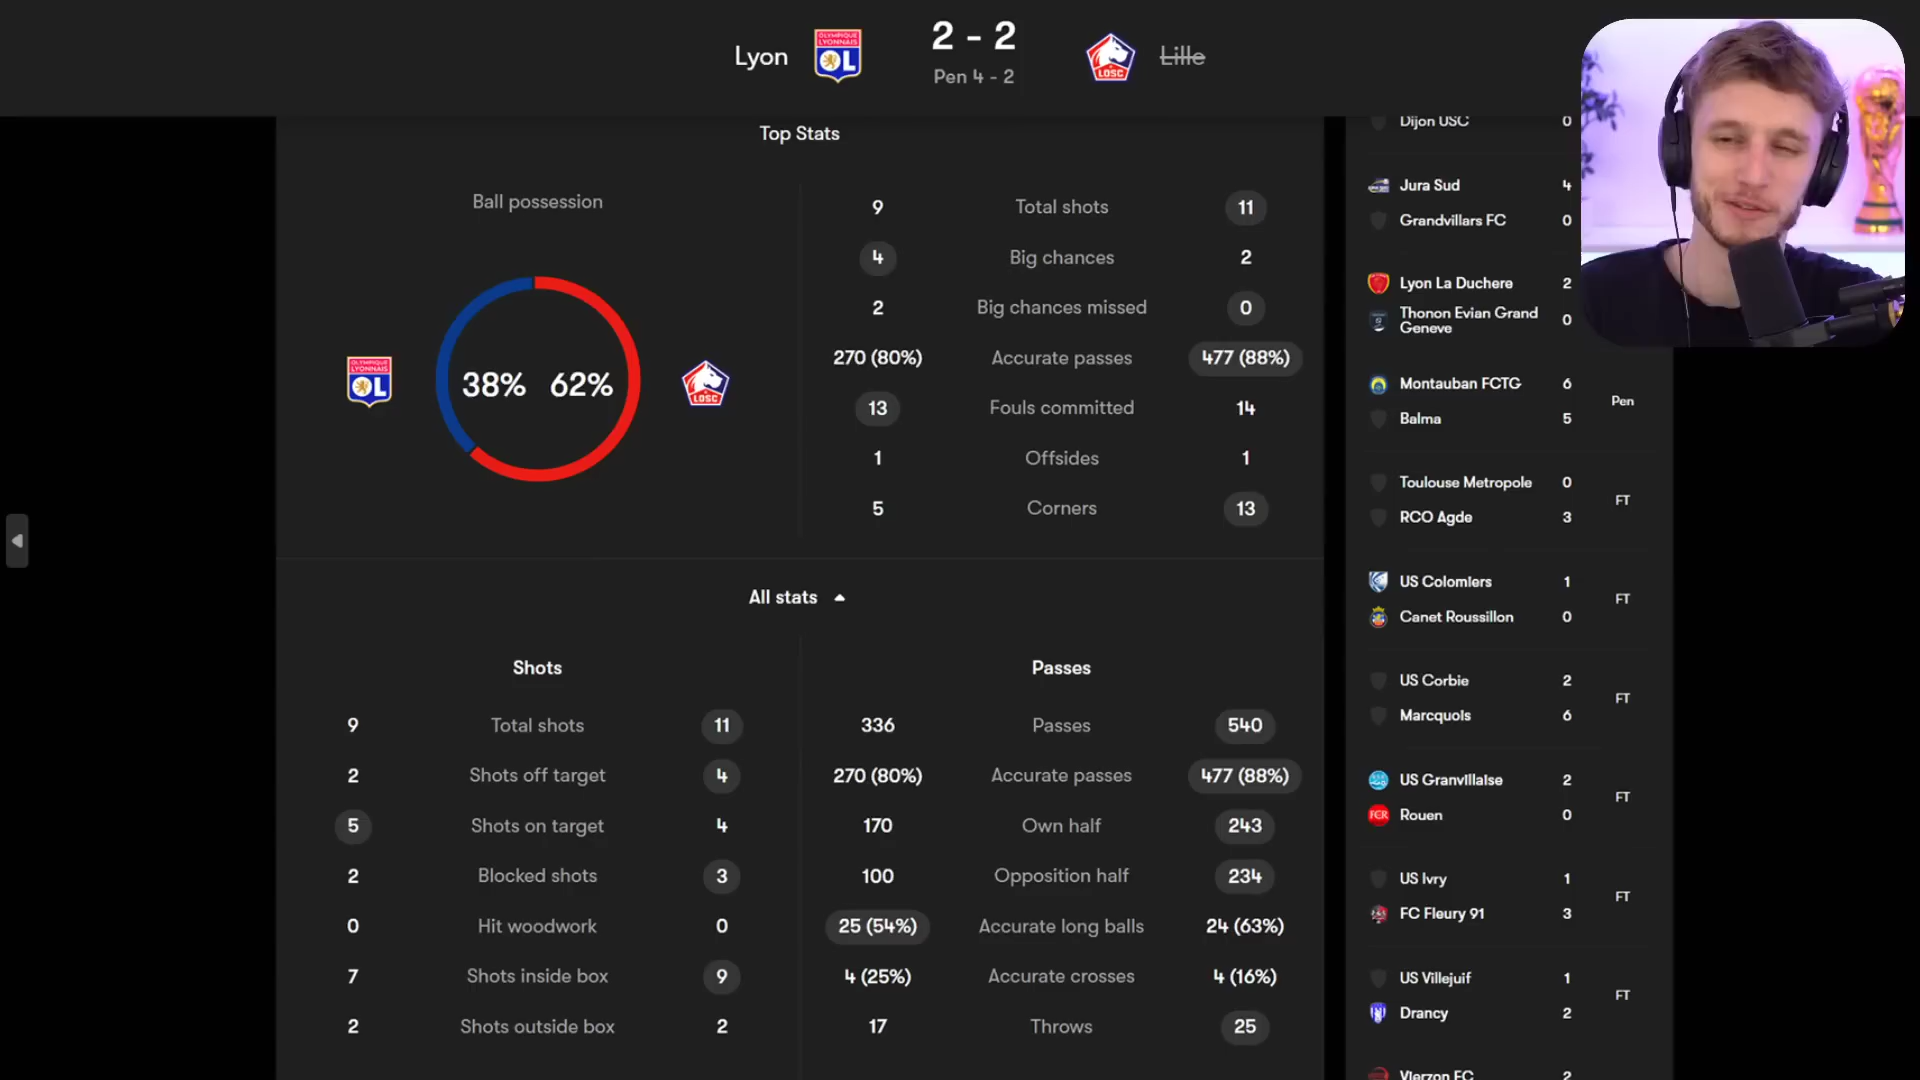 Lyon
OLYMPIQUE
LYONNAIS
OL
2 - 2
Pen 4 - 2
LOSC
Lille
Top Stats
Ball possession
OLYMPIQUE
LYONNAIS
OL
38% 62%
LOSC
9 Total shots 11
4 Big chances 2
2 Big chances missed 0
270 (80%) Accurate passes 477 (88%)
13 Fouls committed 14
1 Offsides 1
5 Corners 13
All stats
Shots
9 Total shots 11
2 Shots off target 4
5 Shots on target 4
2 Blocked shots 3
0 Hit woodwork 0
7 Shots inside box 9
2 Shots outside box 2
Passes
336 Passes 540
270 (80%) Accurate passes 477 (88%)
170 Own half 243
100 Opposition half 234
25 (54%) Accurate long balls 24 (63%)
4 (25%) Accurate crosses 4 (16%)
17 Throws 25
Dijon USC 0
Jura Sud 4
Grandvillars FC 0
Lyon La Duchere 2
Thonon Evian Grand
Geneve 0
Montauban FCTG 6
Pen
Balma 5
Toulouse Metropole 0
FT
RCO Agde 3
US Colomiers 1
FT
Canet Roussillon 0
US Corbie 2
FT
Marcquois 6
US Granvillaise 2
FT
FCR
Rouen 0
US Ivry 1
FT
FC Fleury 91 3
US Villejuif 1
FT
Drancy 2
Vierzon FC 2